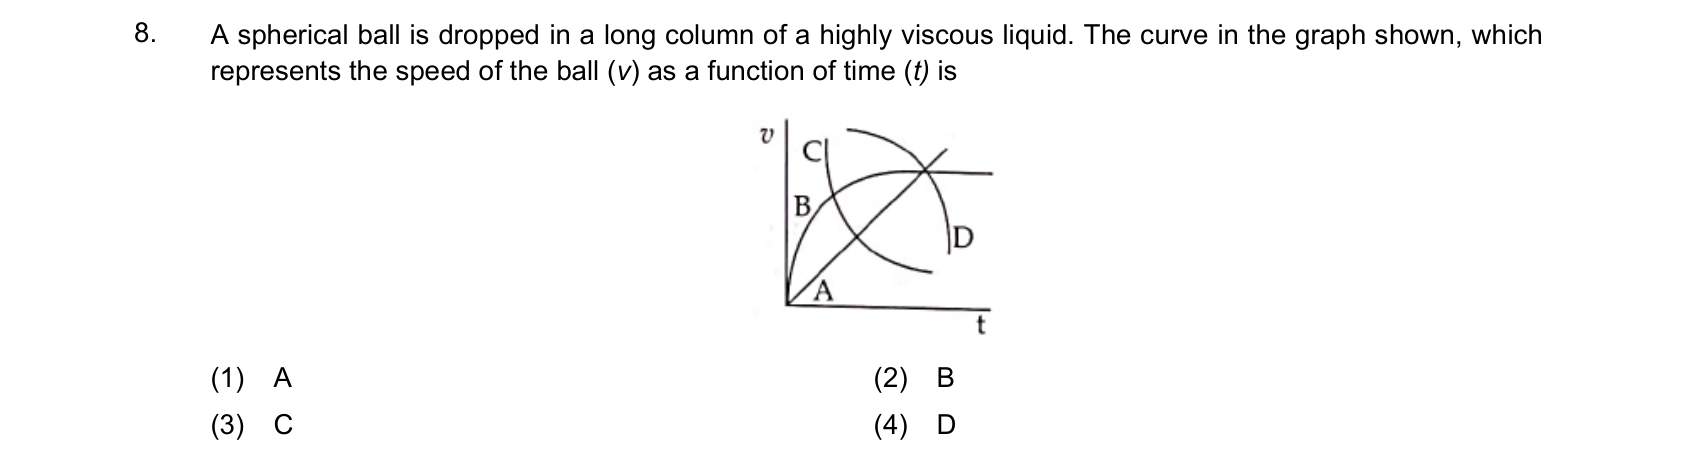 8. A spherical ball is dropped in a long column of a highly viscous liquid. The curve in the graph shown, which
represents the speed of the ball (v) as a function of time (t) is
v
C
B
D
A
t
(1) A (2) B
(3) C (4) D